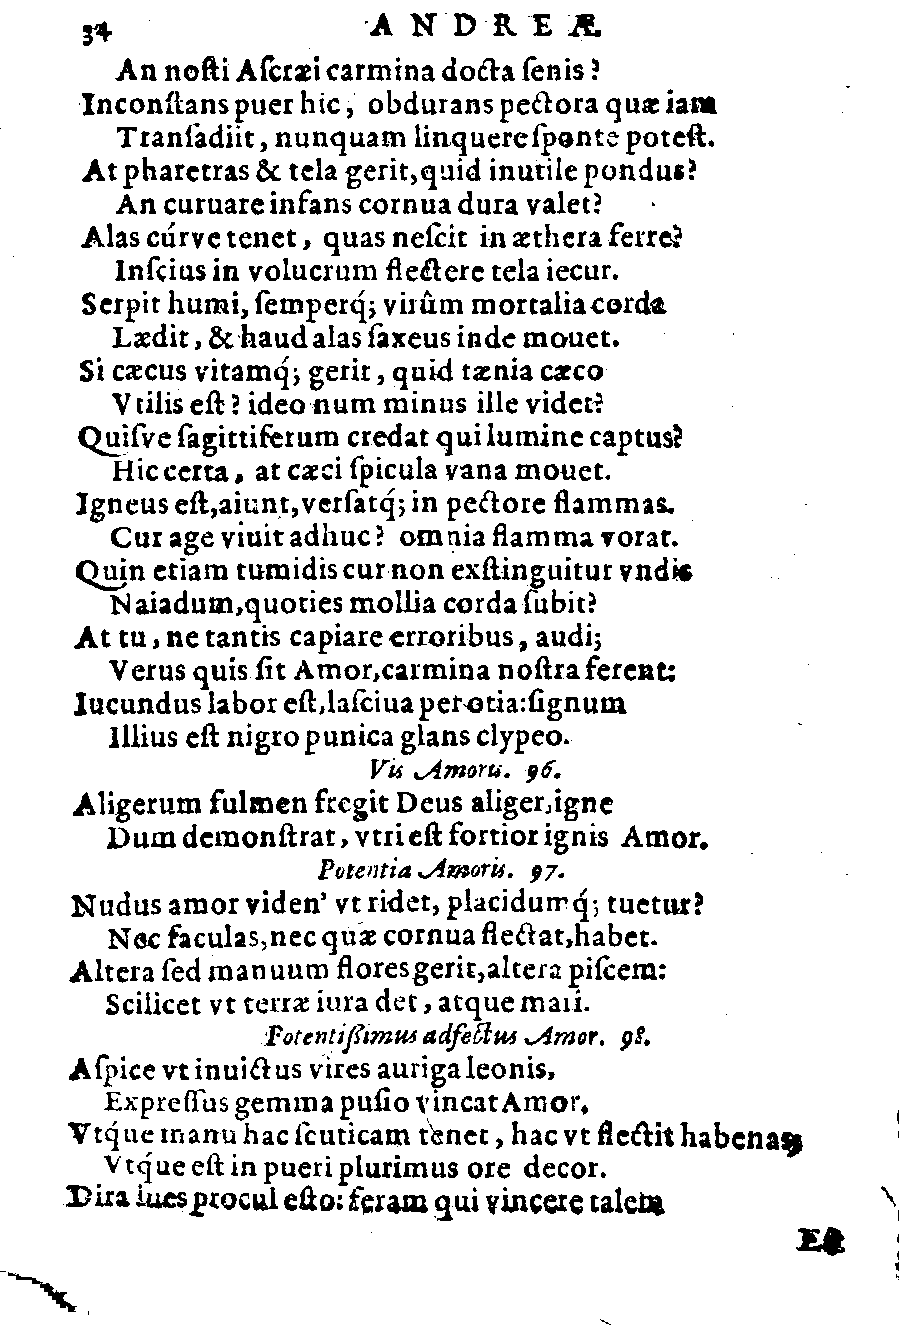 34 ANDREÆ
An nosti Ascræi carmina docta senis?
Inconstans puer hic, obdurans pectora quæ iam
Transadiit, nunquam linquere sponte potest.
At pharetras & tela gerit, quid inutile pondus?
An curuare infans cornua dura valet?
Alas cúrve tenet, quas nescit in æthera ferre?
Inscius in volucrum flectere tela iecur.
Serpit humi, semperq́; virûm mortalia corda
Lædit, & haud alas saxeus inde mouet.
Si cæcus vitamq́; gerit, quid tænia cæco
Vtilis est? ideo num minus ille videt?
Quisve sagittiferum credat qui lumine captus?
Hic certa, at cæci spicula vana mouet.
Igneus est, aiunt, versatq́; in pectore flammas.
Cur age viuit adhuc? omnia flamma vorat.
Quin etiam tumidis cur non exstinguitur vndis
Naiadum, quoties mollia corda subit?
At tu, ne tantis capiare erroribus, audi;
Verus quis sit Amor, carmina nostra ferent:
Iucundus labor est, lasciua per otia: signum
Illius est nigro punica glans clypeo.
Vis Amoris. 96.
Aligerum fulmen fregit Deus aliger, igne
Dum demonstrat, vtri est fortior ignis Amor.
Potentia Amoris. 97.
Nudus amor viden' vt ridet, placidumq́; tuetur?
Nec faculas, nec quæ cornua flectat, habet.
Altera sed manuum flores gerit, altera piscem:
Scilicet vt terræ iura det, atque mari.
Potentissimus adfectus Amor. 98.
Aspice vt inuictus vires auriga leonis,
Expressus gemma pusio vincat Amor.
Vtq́ue manu hac scuticam tenet, hac vt flectit habenas,
Vtq́ue est in pueri plurimus ore decor.
Dira lues procul esto: feram qui vincere talem
Est